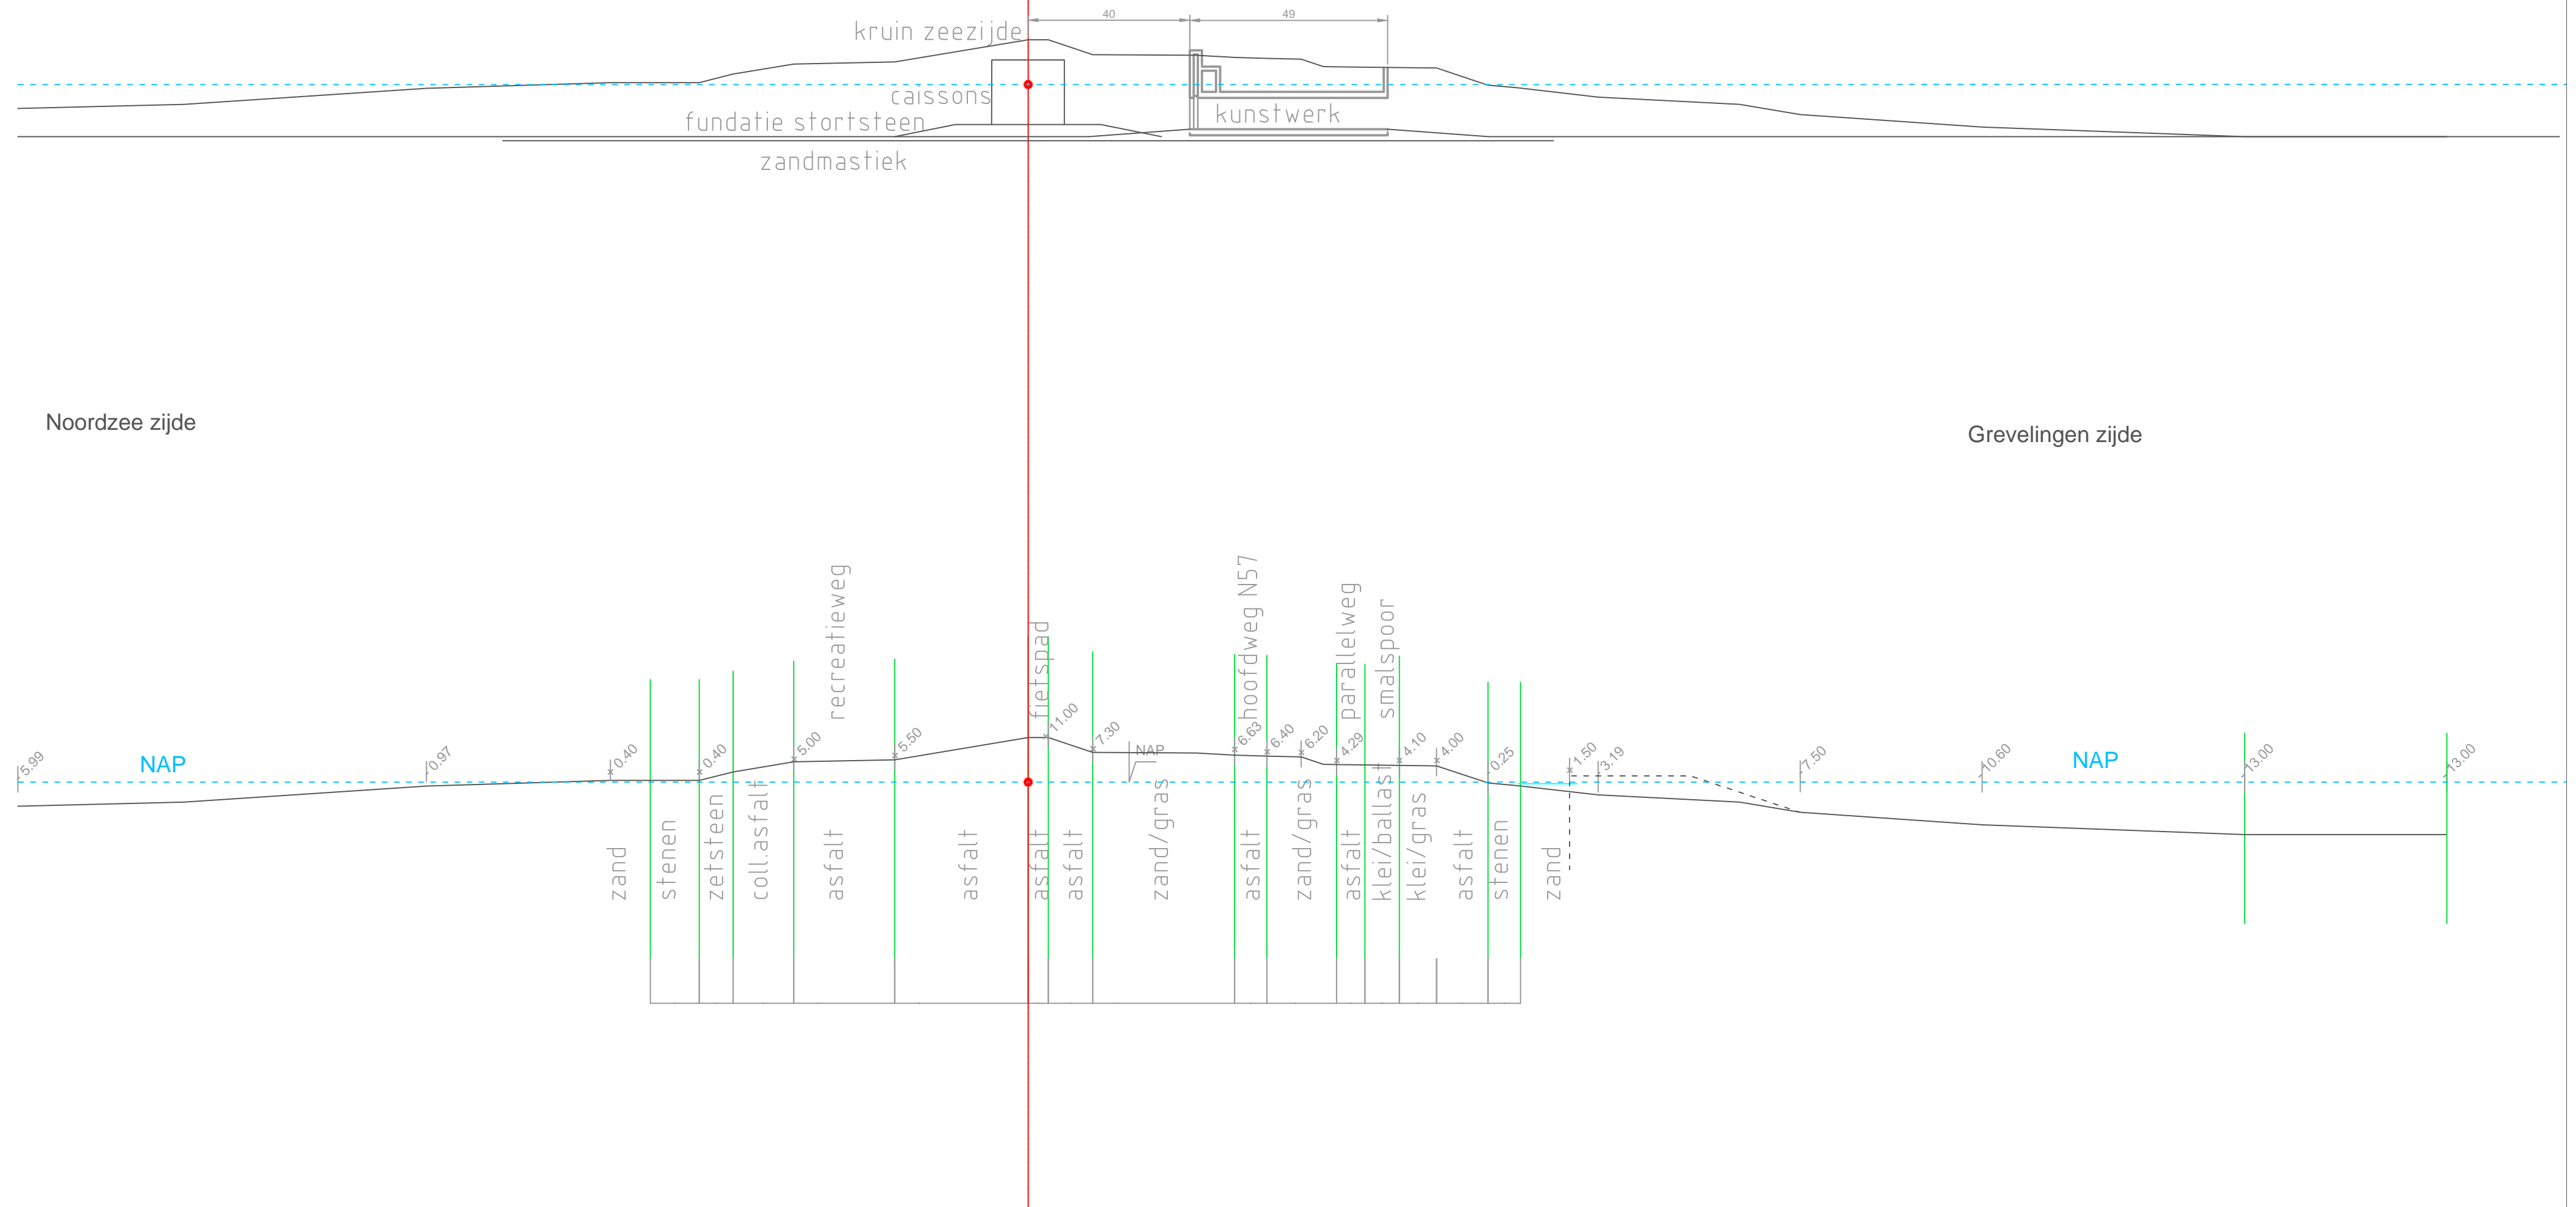 40
49
kruin zeezijde
caissons
fundatie stortsteen
kunstwerk
zandmastiek
Noordzee zijde
Grevelingen zijde
recreatieweg
fietspad
hoofdweg N57
parallelweg
smalspoor
5.99
NAP
0.97
0.40
0.40
5.00
5.50
11.00
7.30
NAP
6.63
6.40
6.20
4.29
4.10
4.00
0.25
1.50
3.19
7.50
10.60
NAP
13.00
13.00
zand
stenen
zetsteen
coll.asfalt
asfalt
asfalt
asfalt
asfalt
zand/gras
asfalt
zand/gras
asfalt
klei/ballast
klei/gras
asfalt
stenen
zand